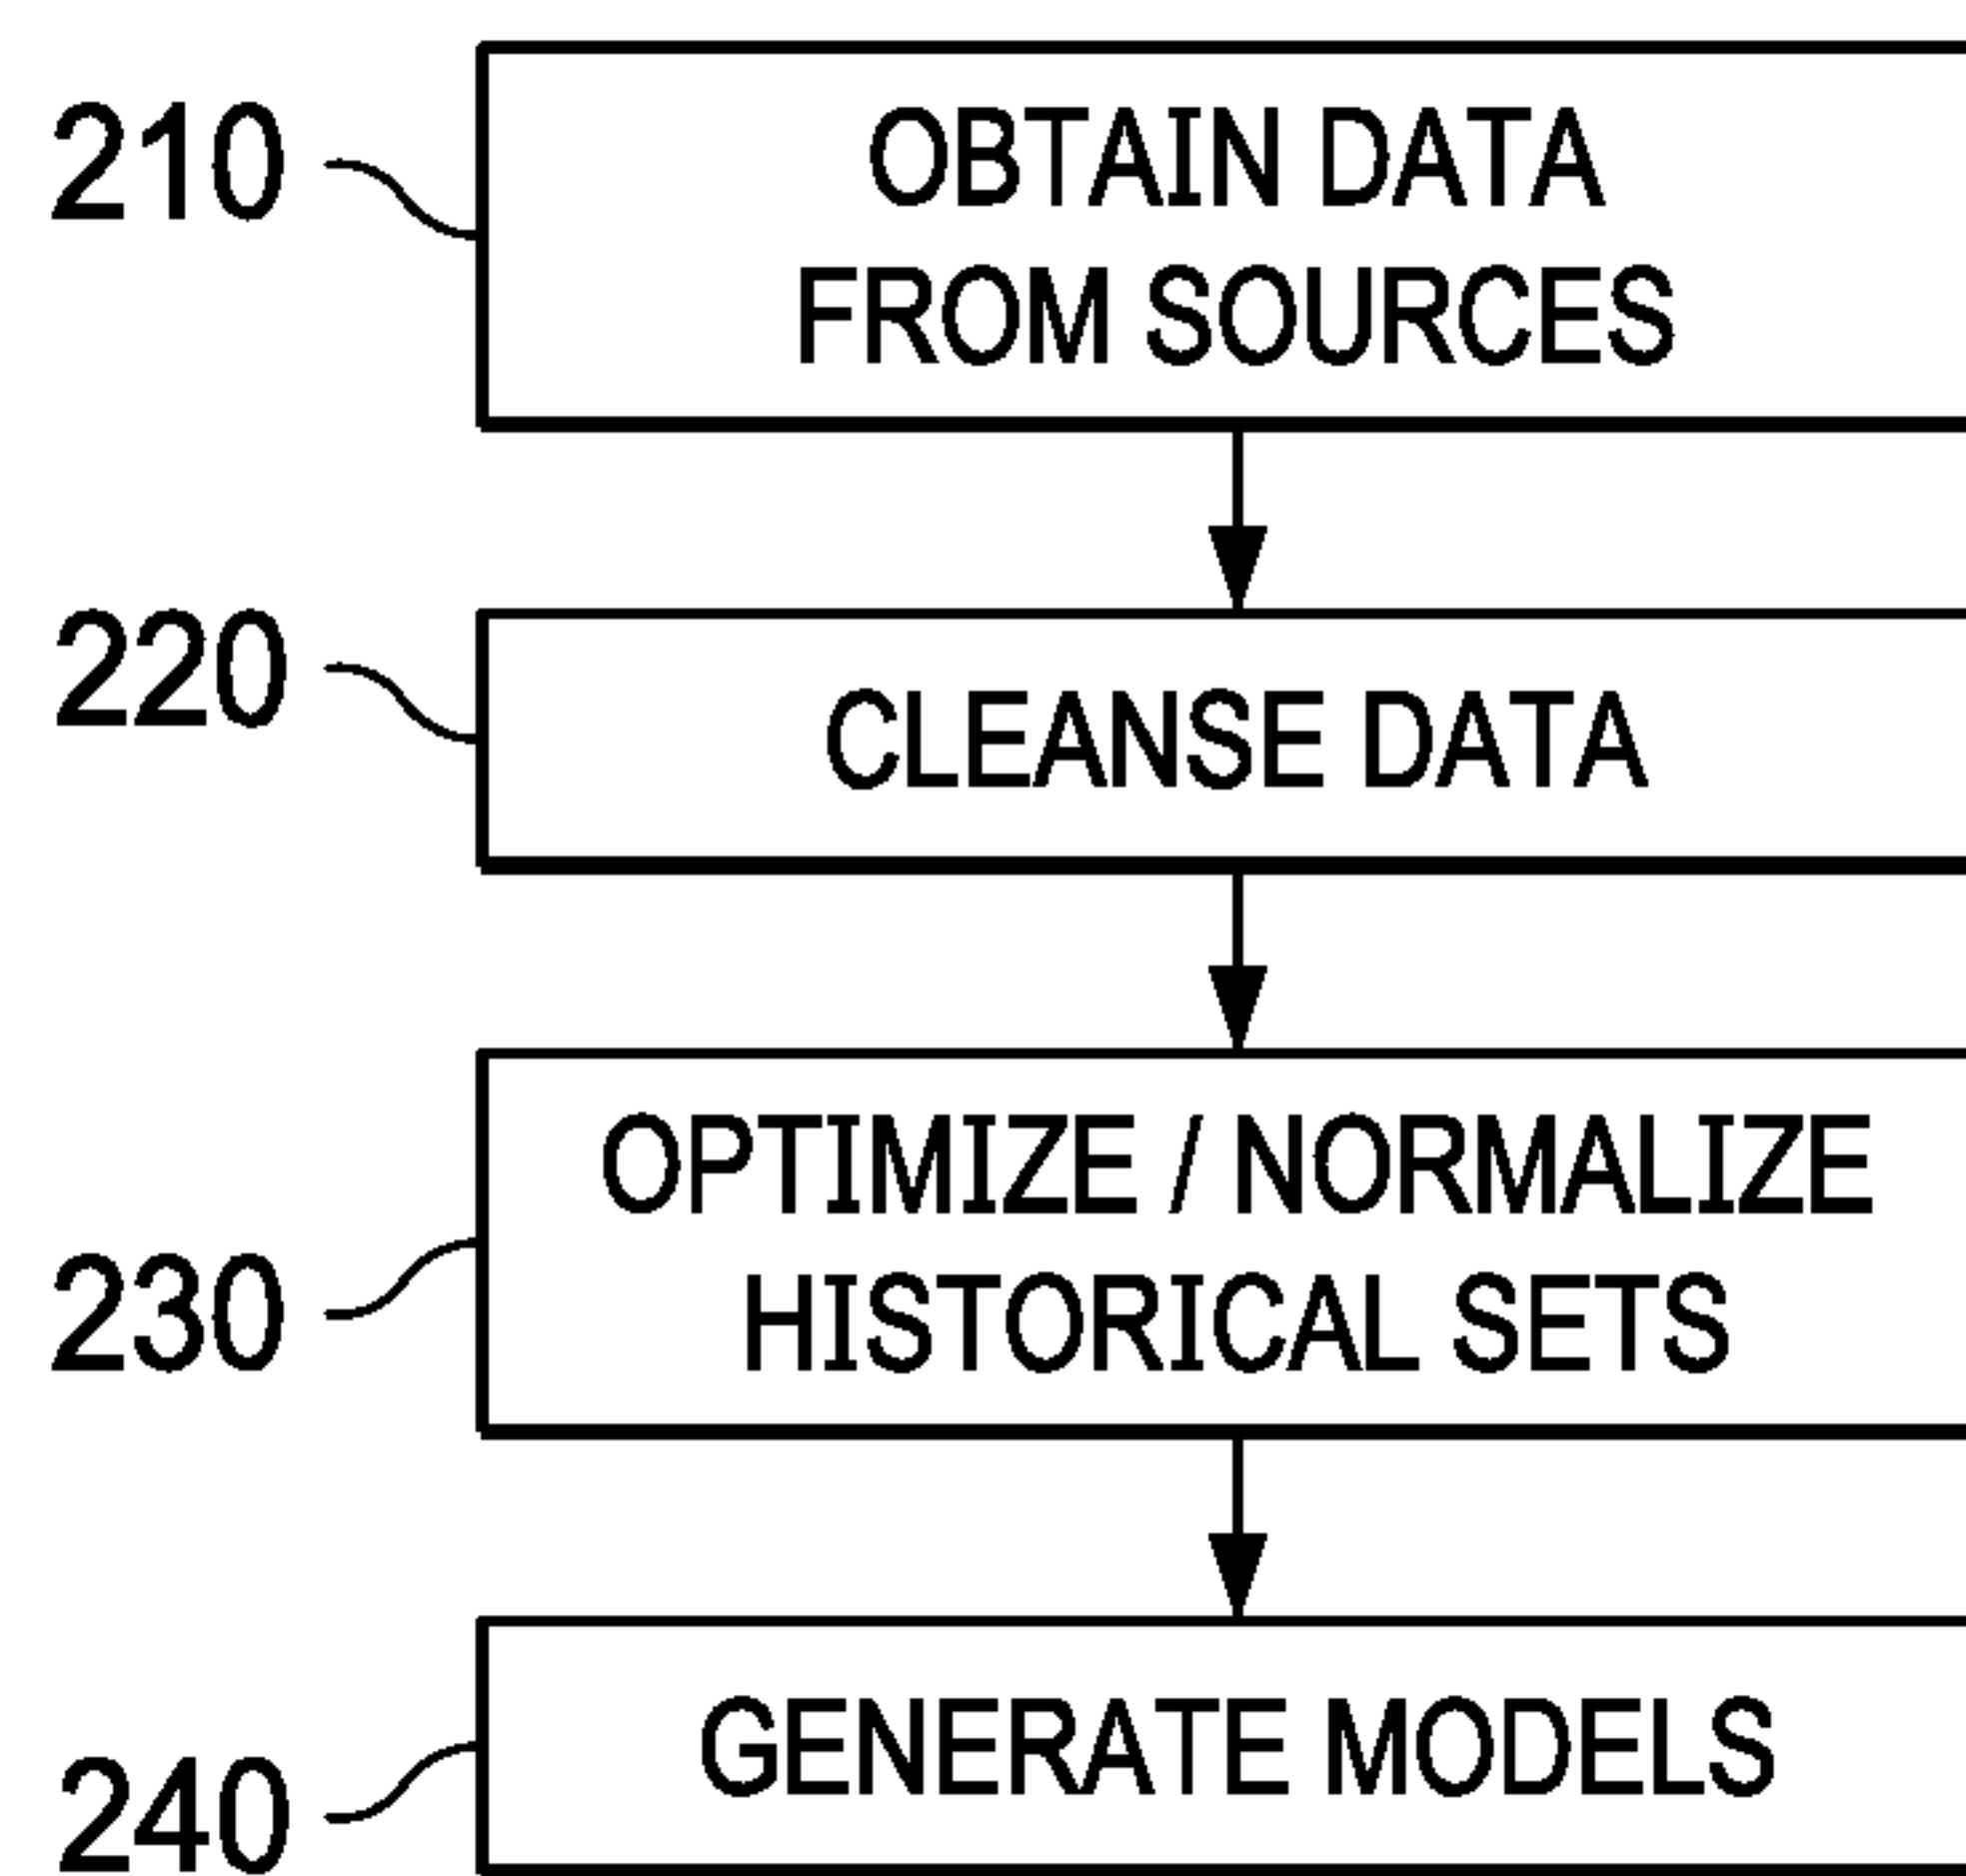 210
OBTAIN DATA
FROM SOURCES
220
CLEANSE DATA
OPTIMIZE / NORMALIZE
230
HISTORICAL SETS
GENERATE MODELS
240